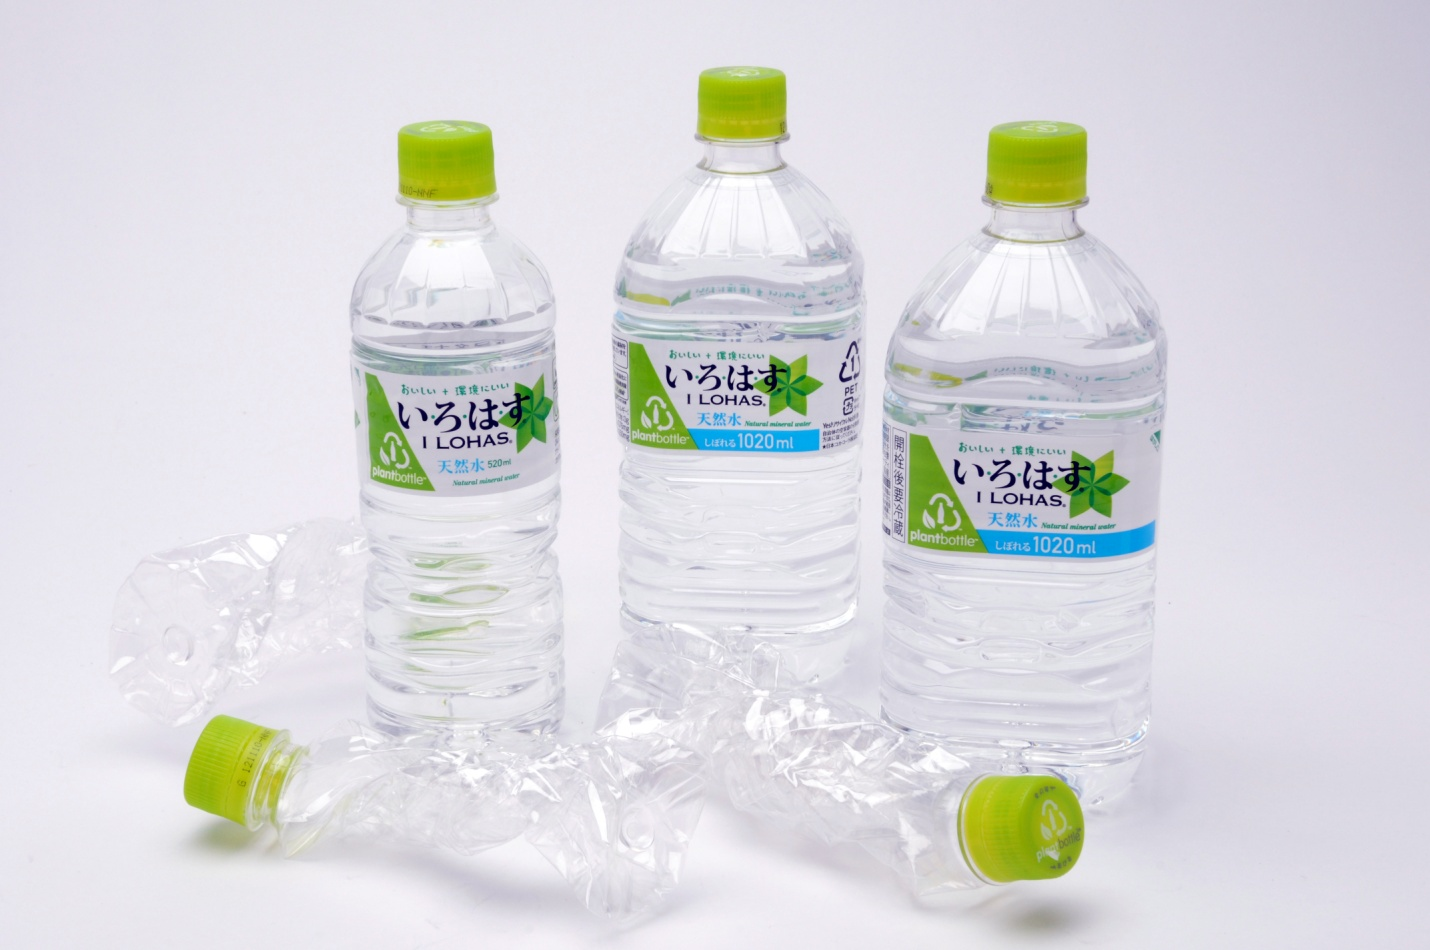 おいしい + 環境にいい
い・ろ・は・す
I LOHAS®
天然水 520ml
Natural mineral water
plantbottle™
おいしい + 環境にいい
い・ろ・は・す
I LOHAS®
天然水 Natural mineral water
plantbottle™
しぼれる 1020ml
1
PET
開栓後要冷蔵
おいしい + 環境にいい
い・ろ・は・す
I LOHAS®
天然水 Natural mineral water
plantbottle™
しぼれる 1020ml
plantbottle